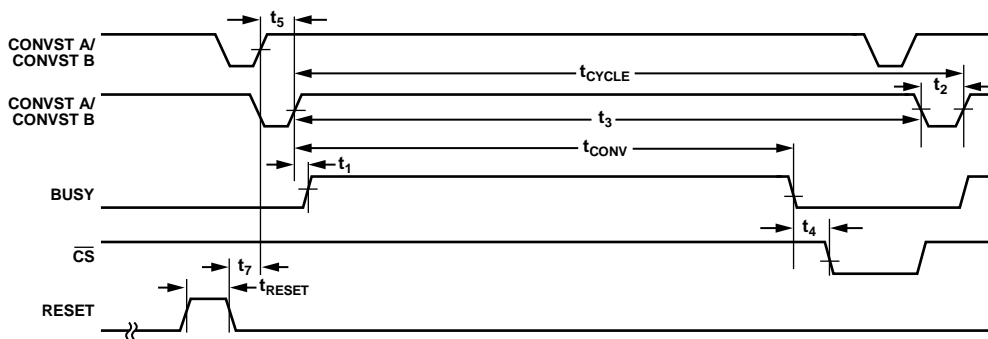 t5
CONVST A/
CONVST B
tCYCLE
t2
CONVST A/
CONVST B
t3
tCONV
t1
BUSY
t4
CS
t7
tRESET
RESET